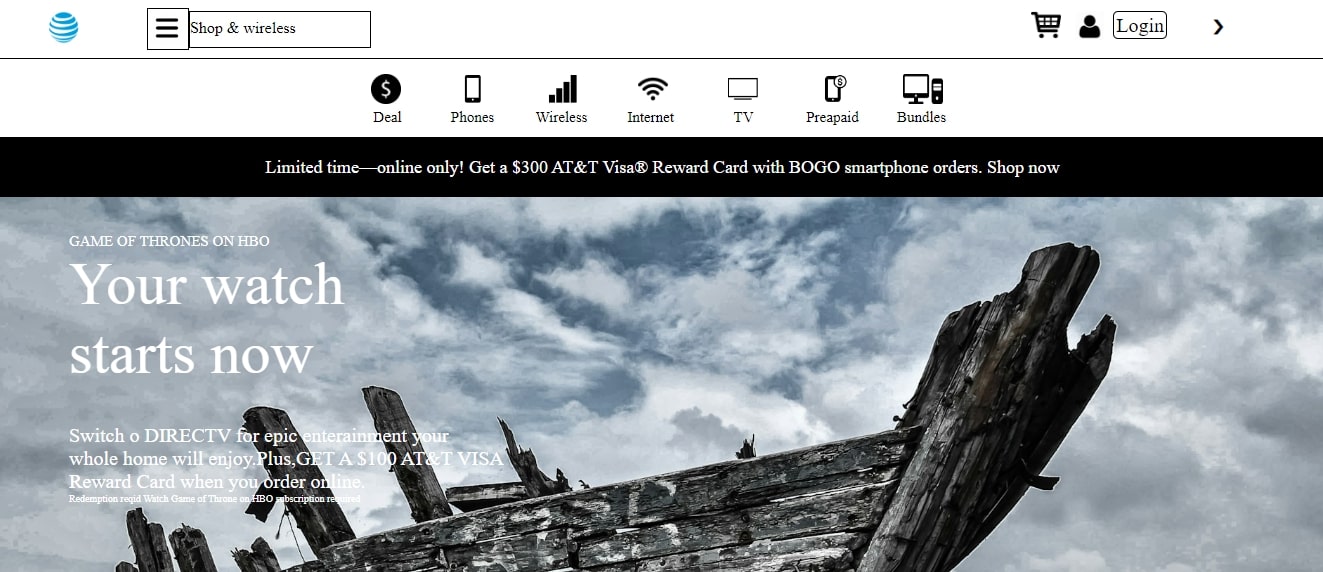 Shop & wireless
Login
Deal
Phones
Wireless
Internet
TV
Preapaid
Bundles
Limited time—online only! Get a $300 AT&T Visa® Reward Card with BOGO smartphone orders. Shop now
GAME OF THRONES ON HBO
Your watch
starts now
Switch o DIRECTV for epic enterainment your
whole home will enjoy.Plus,GET A $100 AT&T VISA
Reward Card when you order online.
Redemption reqid Watch Game of Throne on HBO subscription required